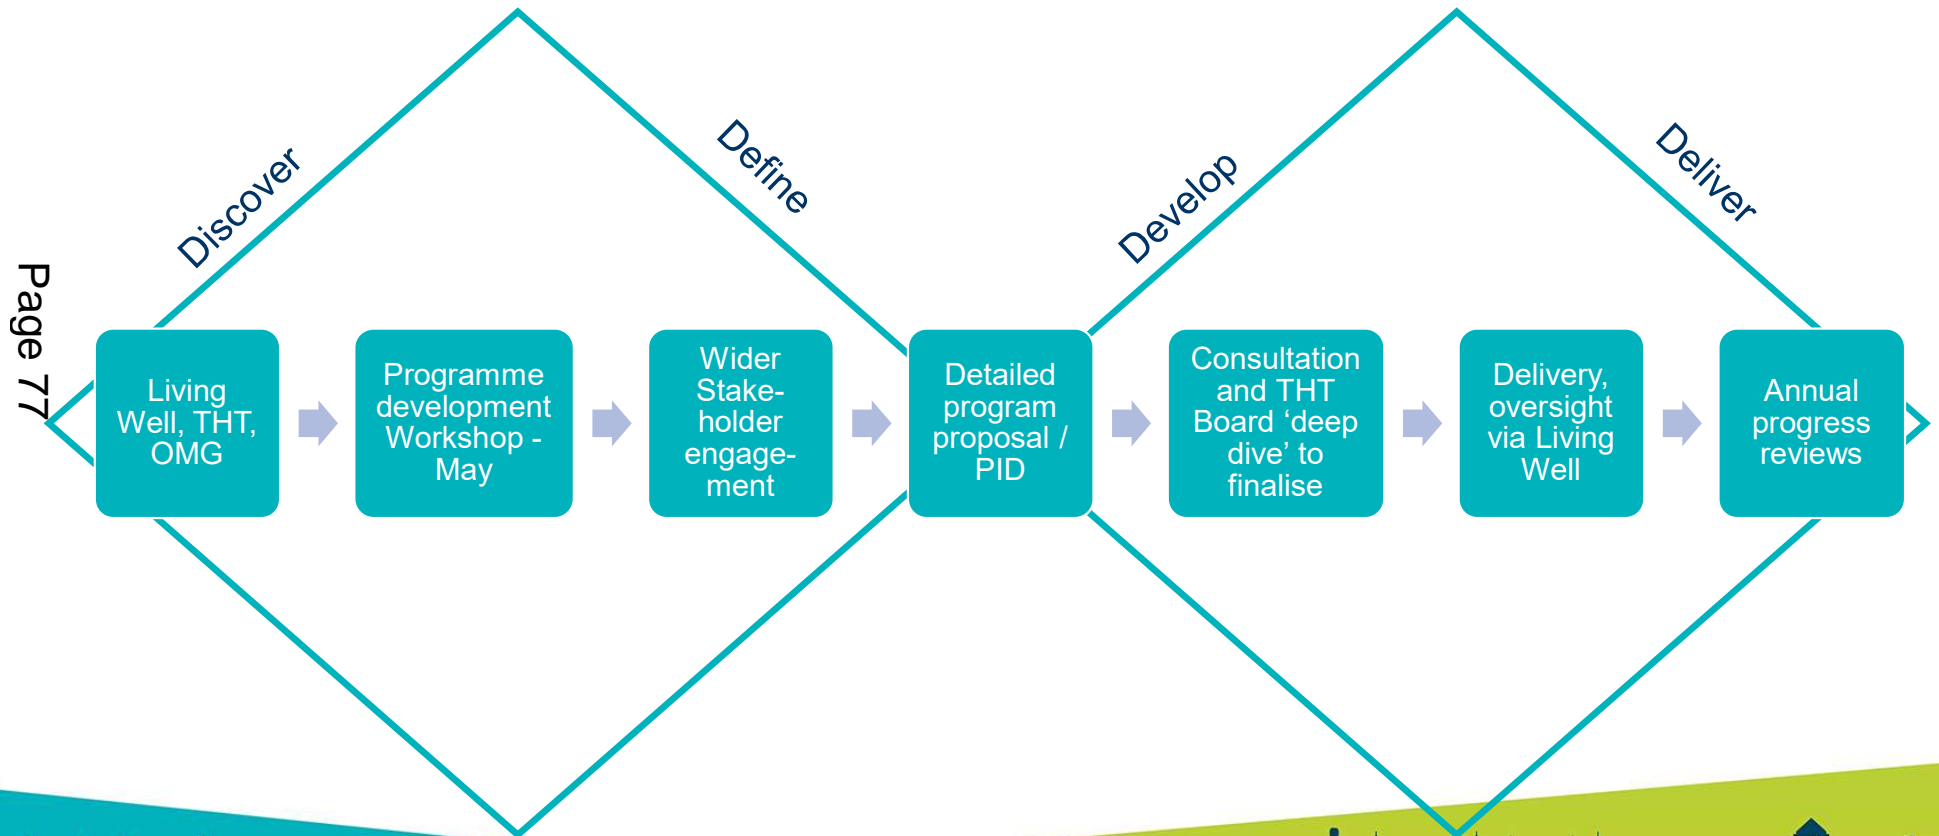 Discover
Define
Develop
Deliver
Page 77
Living
Well, THT,
OMG
Programme
development
Workshop -
May
Wider
Stake-
holder
engage-
ment
Detailed
program
proposal /
PID
Consultation
and THT
Board ‘deep
dive’ to
finalise
Delivery,
oversight
via Living
Well
Annual
progress
reviews